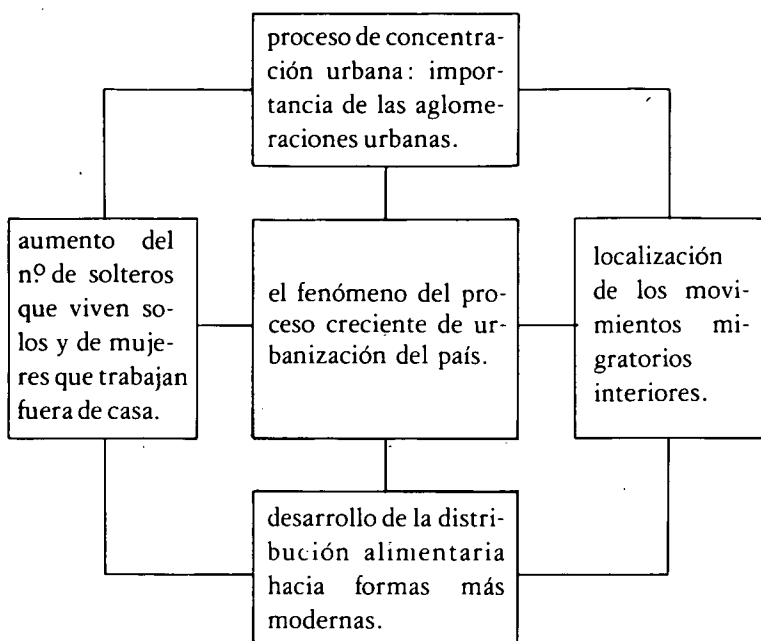 proceso de concentra-
ción urbana: impor-
tancia de las aglome-
raciones urbanas.
aumento del
nº de solteros
que viven so-
los y de muje-
res que trabajan
fuera de casa.
el fenómeno del pro-
ceso creciente de ur-
banización del país.
localización
de los movi-
mientos mi-
gratorios
interiores.
desarrollo de la distri-
bución alimentaria
hacia formas más
modernas.